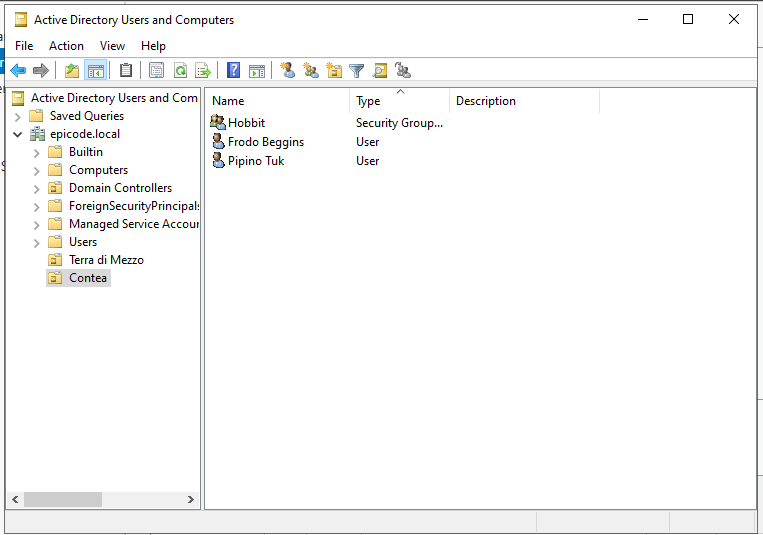 Active Directory Users and Computers
File Action View Help
Active Directory Users and Com
Saved Queries
epicode.local
Builtin
Computers
Domain Controllers
ForeignSecurityPrincipals
Managed Service Accour
Users
Terra di Mezzo
Contea
Name Type Description
Hobbit Security Group...
Frodo Beggins User
Pipino Tuk User